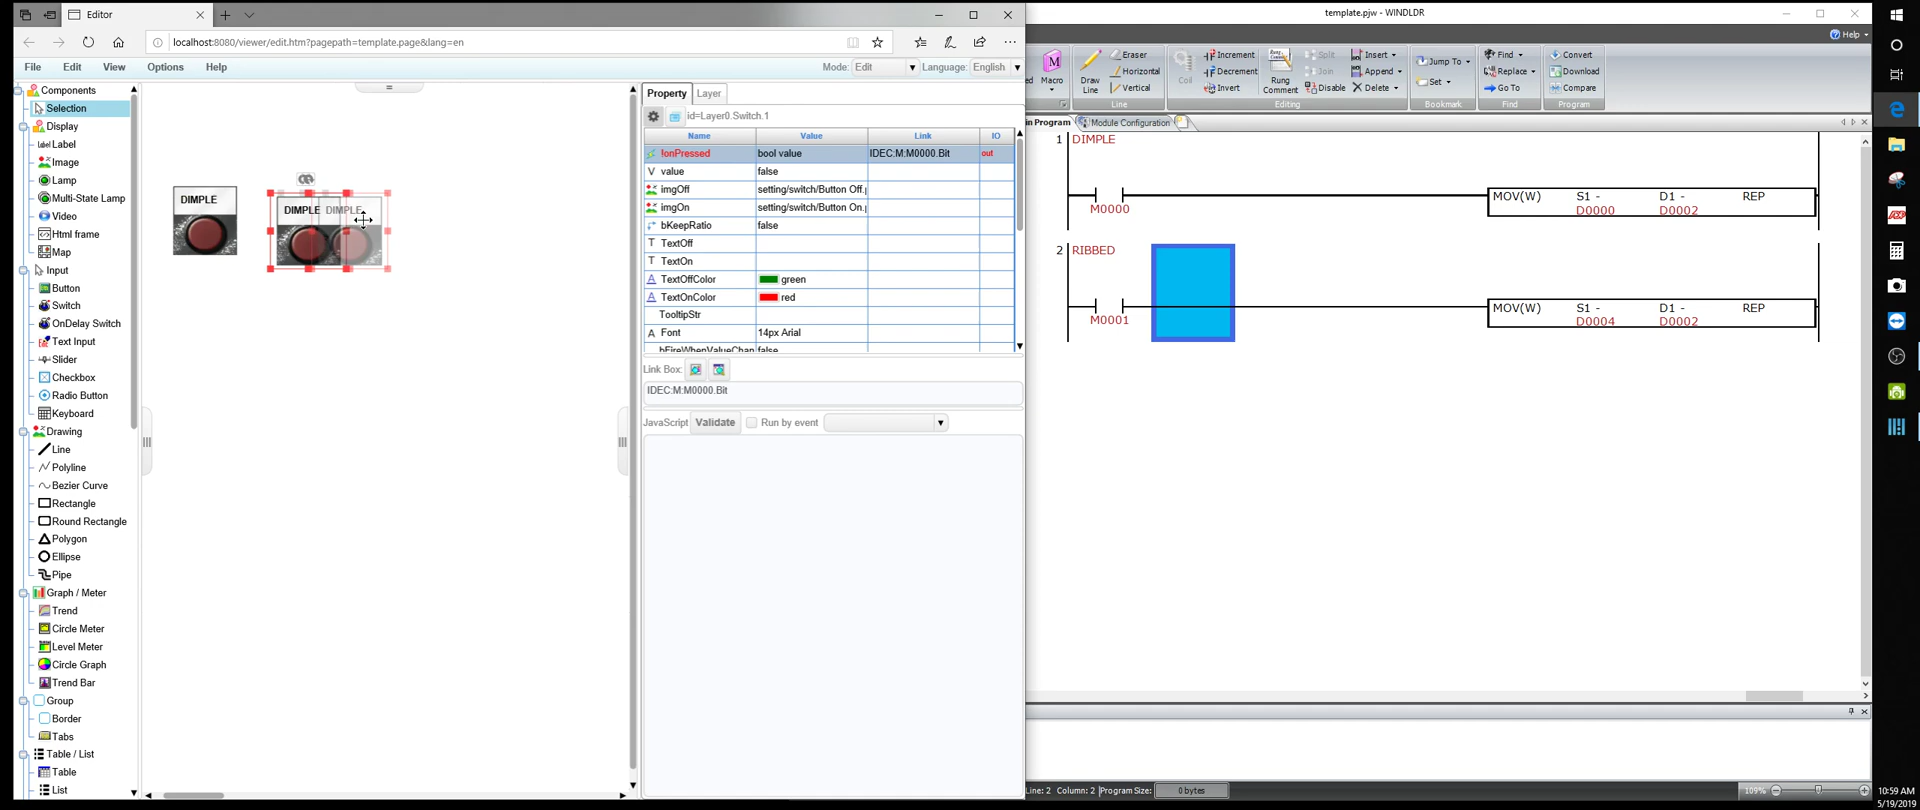 Editor
localhost:8080/viewer/edit.htm?pagepath=template.page&lang=en
File Edit View Options Help Mode: Edit Language: English
Components
Selection
Display
Label
Image
Lamp
Multi-State Lamp
Video
Html frame
Map
Input
Button
Switch
OnDelay Switch
Text Input
Slider
Checkbox
Radio Button
Keyboard
Drawing
Line
Polyline
Bezier Curve
Rectangle
Round Rectangle
Polygon
Ellipse
Pipe
Graph / Meter
Trend
Circle Meter
Level Meter
Circle Graph
Trend Bar
Group
Border
Tabs
Table / List
Table
List
DIMPLE
DIMPLE DIMPLE
Property Layer
id=Layer0.Switch.1
Name Value Link IO
!onPressed bool value IDEC:M:M0000.Bit out
value false
imgOff setting/switch/Button Off.
imgOn setting/switch/Button On.
bKeepRatio false
TextOff
TextOn
TextOffColor green
TextOnColor red
TooltipStr
Font 14px Arial
bFireWhenValueChan false
Link Box:
IDEC:M:M0000.Bit
JavaScript Validate Run by event
template.pjw - WINDLDR
Help
Macro
Draw Line
Eraser
Horizontal
Vertical
Line
Coil
Increment
Decrement
Invert
Rung Comment
Split
Join
Disable
Insert
Append
Delete
Editing
Jump To
Set
Bookmark
Find
Replace
Go To
Find
Convert
Download
Compare
Program
in Program Module Configuration
1 DIMPLE
M0000
MOV(W) S1 - D1 - REP
D0000 D0002
2 RIBBED
M0001
MOV(W) S1 - D1 - REP
D0004 D0002
Line: 2 Column: 2 Program Size: 0 bytes 109%
10:59 AM
5/19/2019